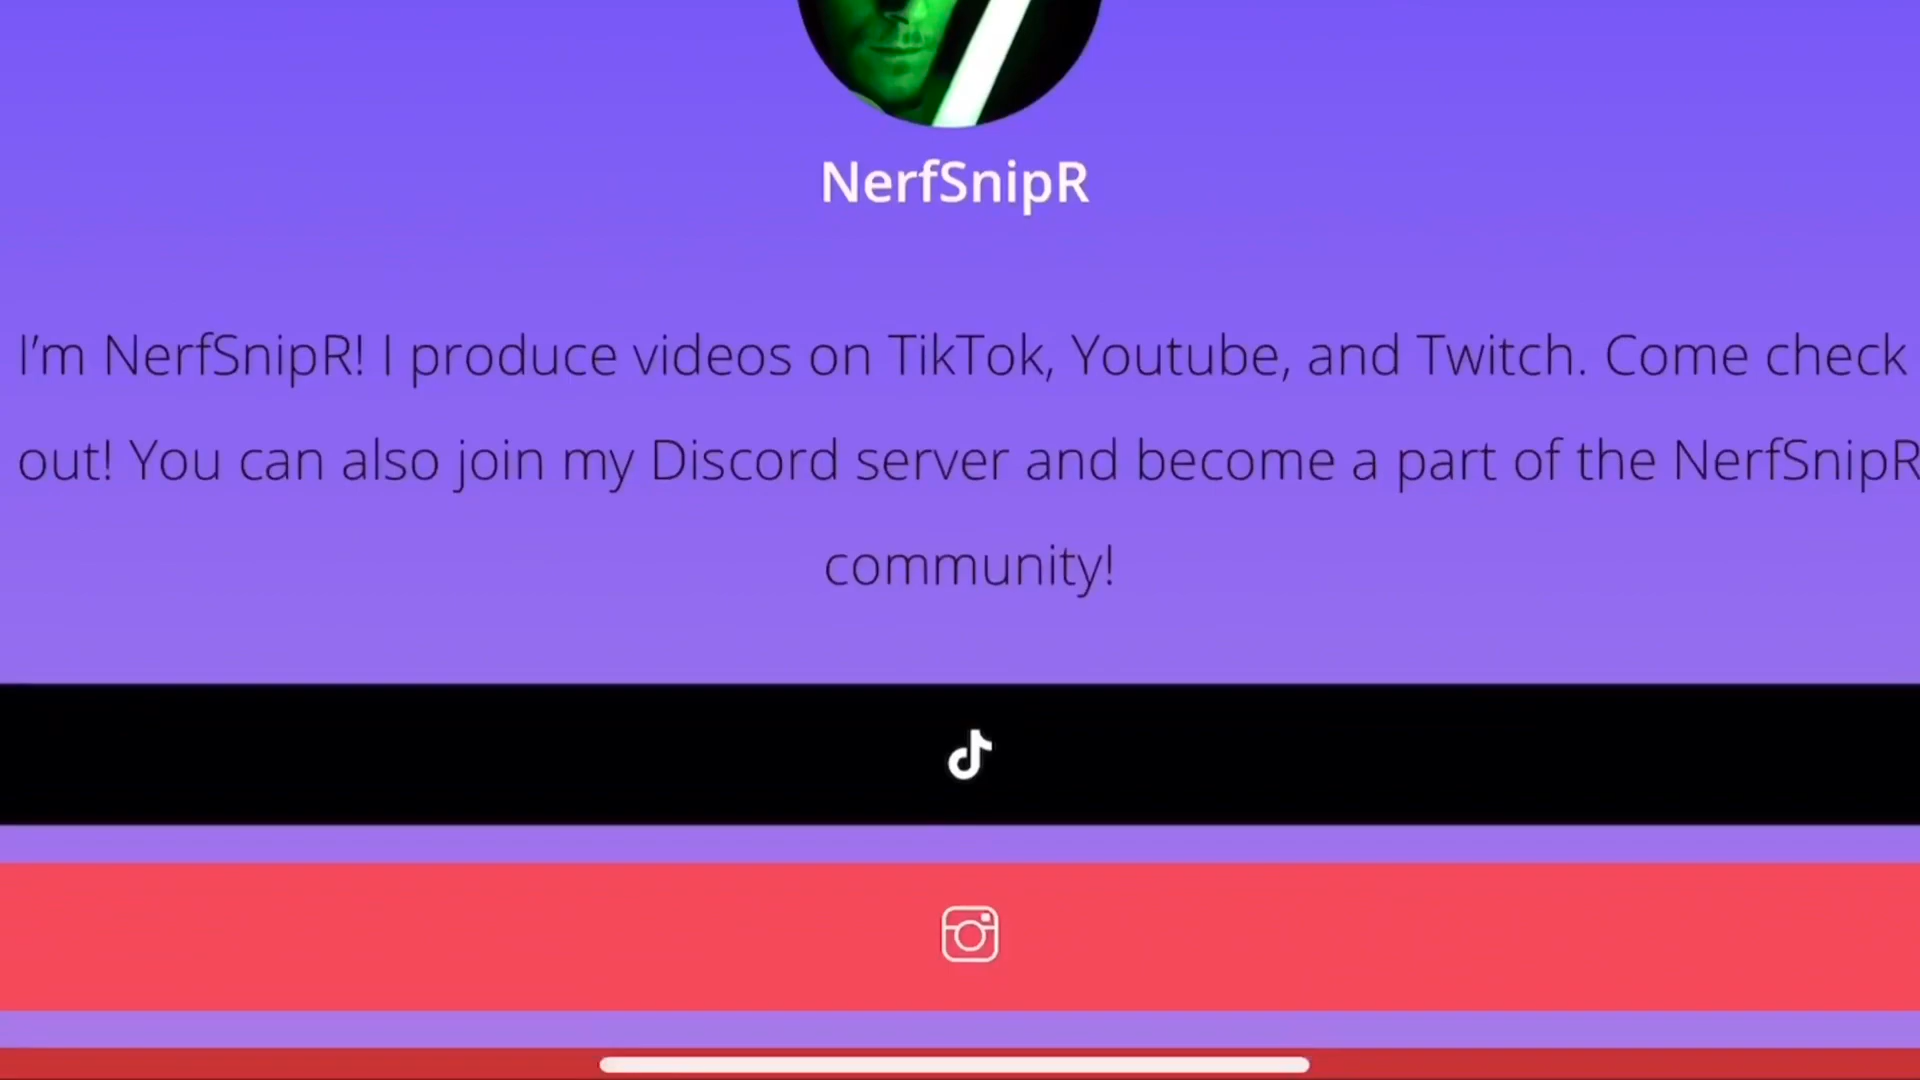 NerfSnipR
I’m NerfSnipR! I produce videos on TikTok, Youtube, and Twitch. Come check
out! You can also join my Discord server and become a part of the NerfSnipR
community!